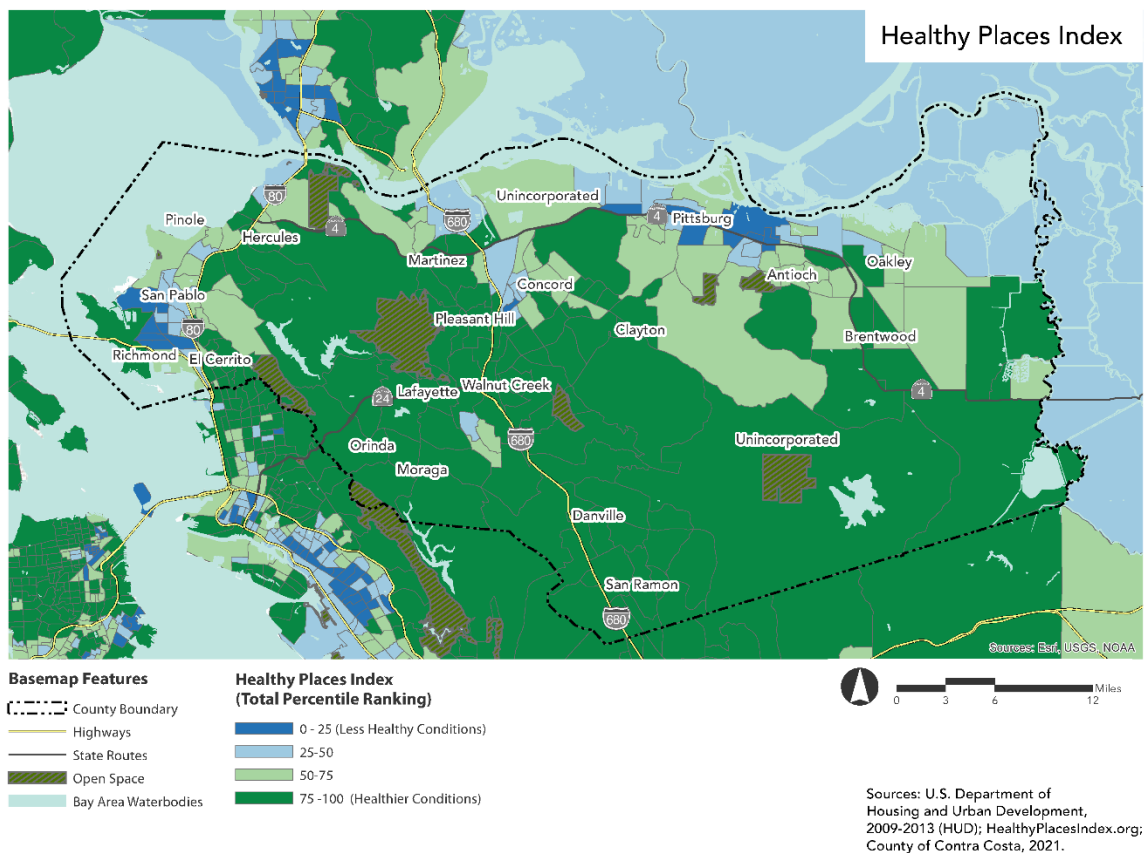 Healthy Places Index
Unincorporated
80
680
4
Pittsburg
Pinole
4
Hercules
Martinez
Oakley
Antioch
Concord
San Pablo
Pleasant Hill
80
Clayton
Brentwood
Richmond
El Cerrito
Walnut Creek
Lafayette
24
4
Unincorporated
680
Orinda
Moraga
Danville
San Ramon
680
Sources: Esri, USGS, NOAA
Basemap Features
County Boundary
Highways
State Routes
Open Space
Bay Area Waterbodies
Healthy Places Index
(Total Percentile Ranking)
0 - 25 (Less Healthy Conditions)
25-50
50-75
75 -100 (Healthier Conditions)
Miles
0 3 6 12
Sources: U.S. Department of
Housing and Urban Development,
2009-2013 (HUD); HealthyPlacesIndex.org;
County of Contra Costa, 2021.